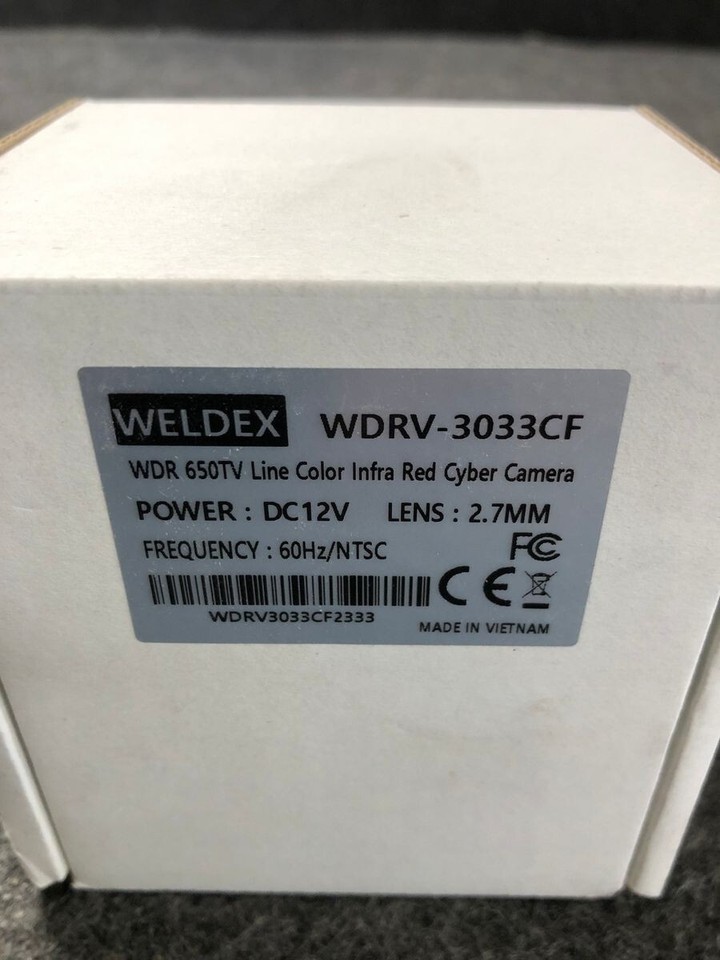 WELDEX WDRV-3033CF
WDR 650TV Line Color Infra Red Cyber Camera
POWER : DC12V LENS : 2.7MM
FREQUENCY : 60Hz/NTSC FCC
CE
WDRV3033CF2333
MADE IN VIETNAM